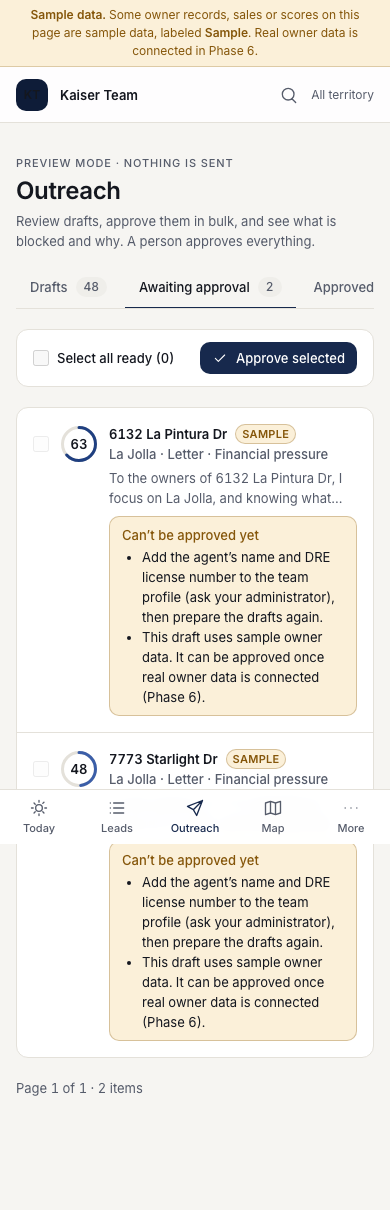 Sample data. Some owner records, sales or scores on this
page are sample data, labeled Sample. Real owner data is
connected in Phase 6.
Kaiser Team
All territory
PREVIEW MODE · NOTHING IS SENT
Outreach
Review drafts, approve them in bulk, and see what is
blocked and why. A person approves everything.
Drafts 48
Awaiting approval 2
Approved
Select all ready (0)
Approve selected
63
6132 La Pintura Dr SAMPLE
La Jolla · Letter · Financial pressure
To the owners of 6132 La Pintura Dr, I
focus on La Jolla, and knowing what...
Can't be approved yet
• Add the agent's name and DRE
license number to the team
profile (ask your administrator),
then prepare the drafts again.
• This draft uses sample owner
data. It can be approved once
real owner data is connected
(Phase 6).
48
7773 Starlight Dr SAMPLE
La Jolla · Letter · Financial pressure
Today
Leads
Outreach
Map
More
Can't be approved yet
• Add the agent's name and DRE
license number to the team
profile (ask your administrator),
then prepare the drafts again.
• This draft uses sample owner
data. It can be approved once
real owner data is connected
(Phase 6).
Page 1 of 1 · 2 items